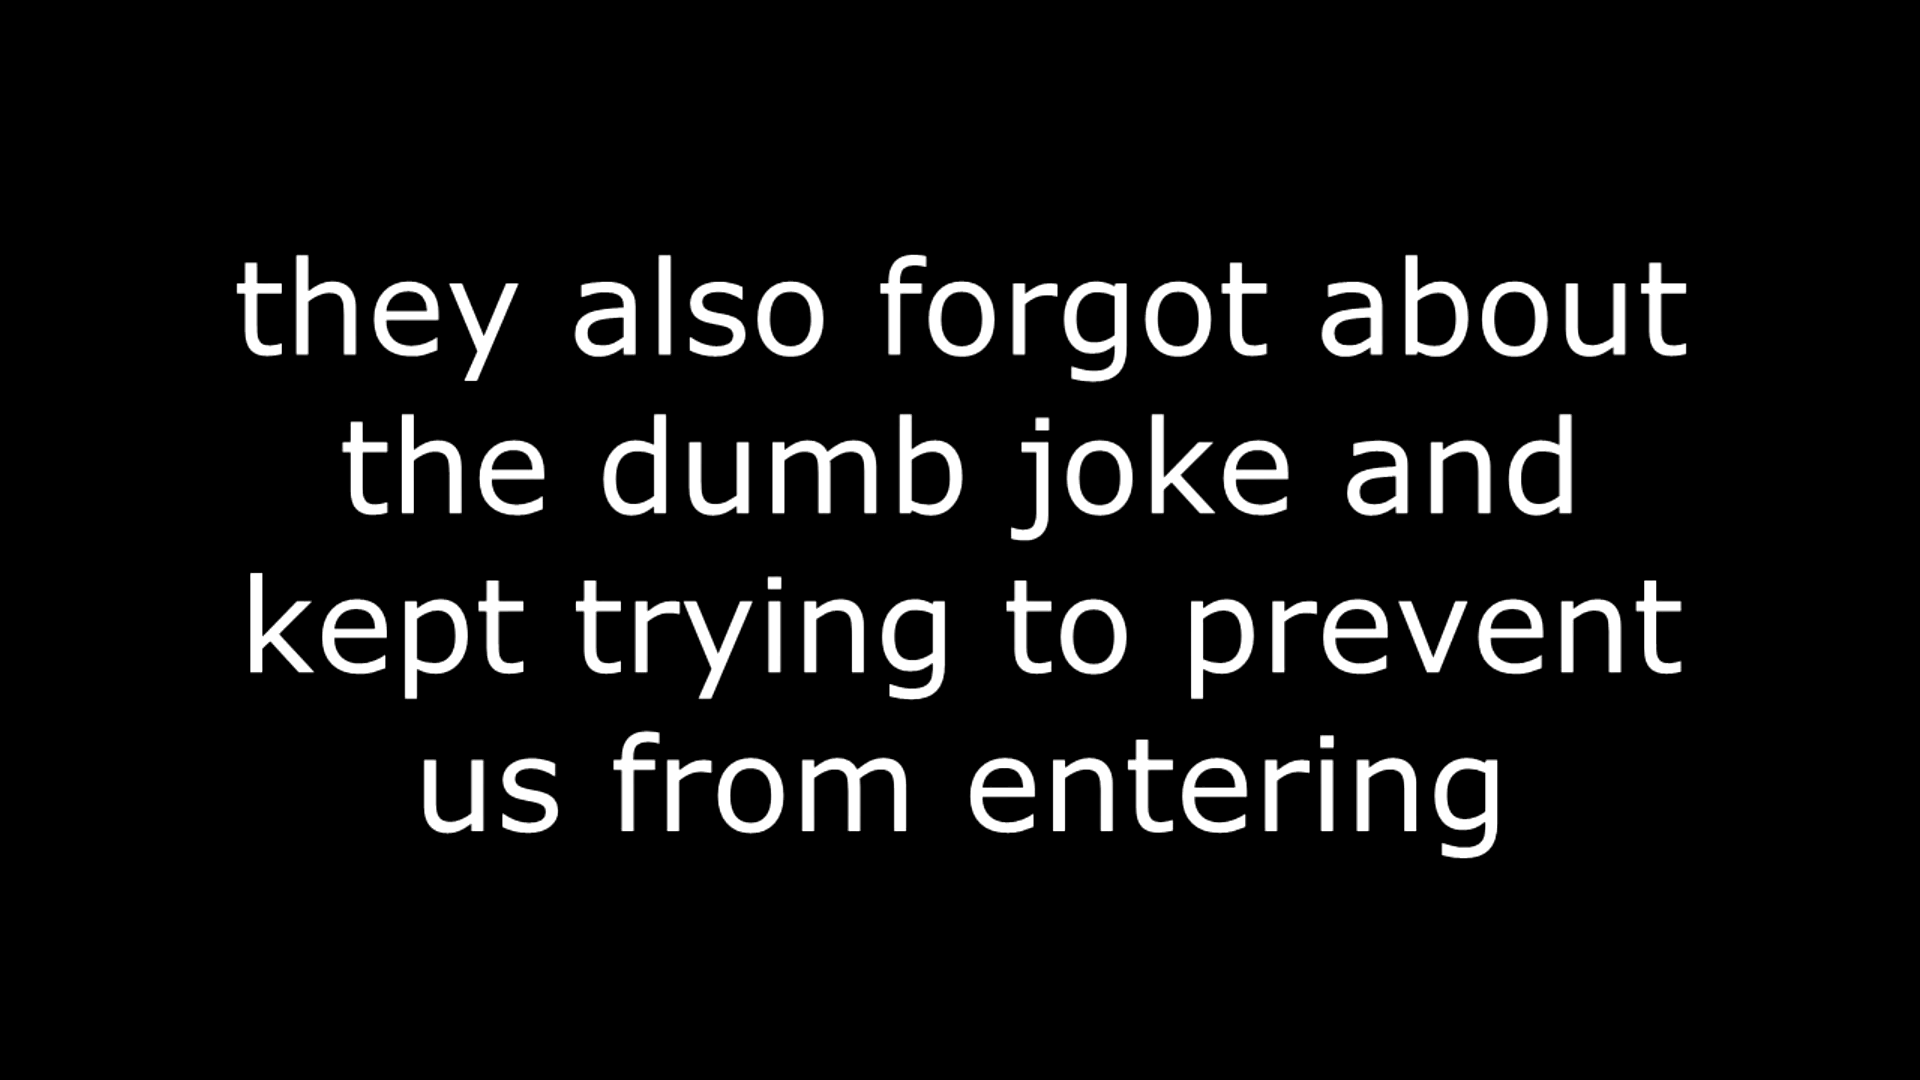 they also forgot about
the dumb joke and
kept trying to prevent
us from entering